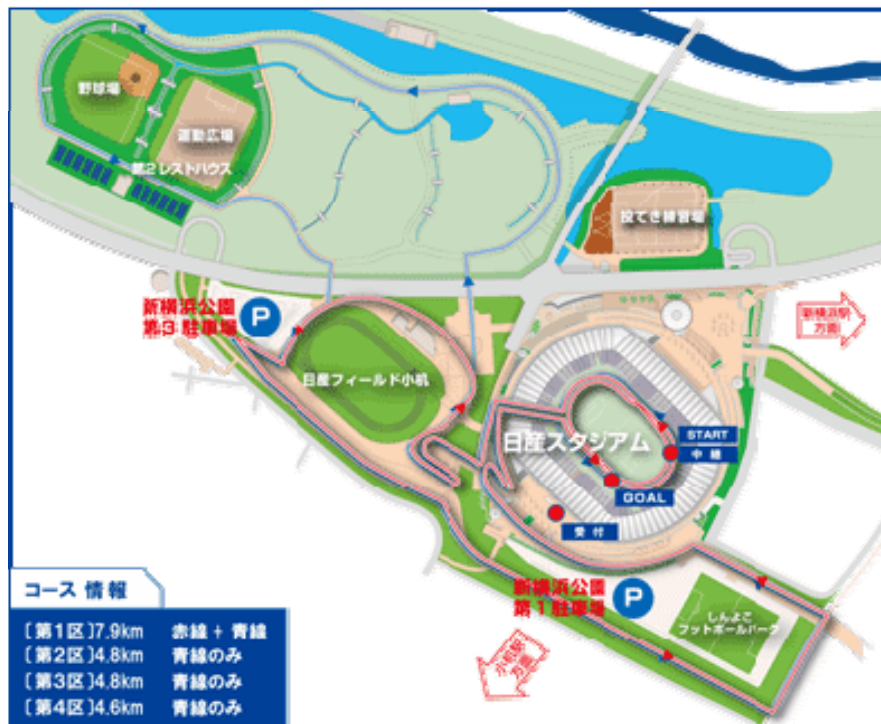 野球場
運動広場
第2レストハウス
投てき練習場
新横浜公園
第3駐車場
P
新横浜駅
方面
日産フィールド小机
日産スタジアム
START
中継
GOAL
受付
新横浜公園
第1駐車場
P
しんよこ
フットボールパーク
小机駅
方面
コース情報
〔第1区〕7.9km 赤線 + 青線
〔第2区〕4.8km 青線のみ
〔第3区〕4.8km 青線のみ
〔第4区〕4.6km 青線のみ